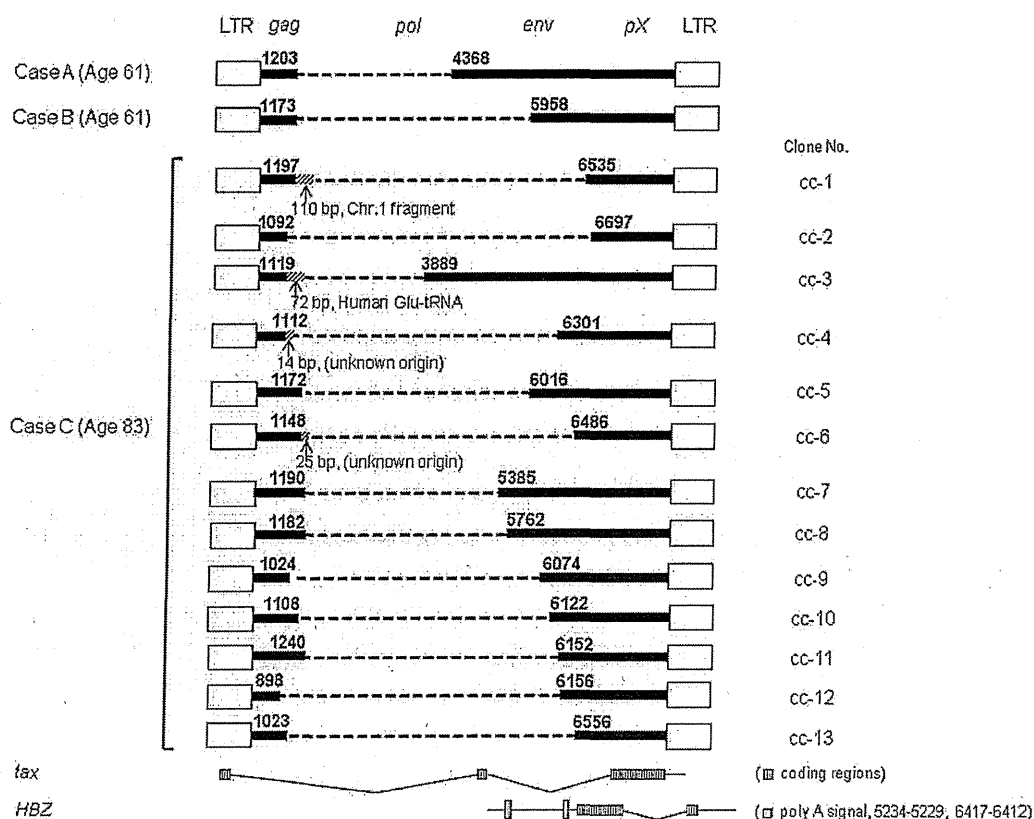 LTR gag pol env pX LTR
Case A (Age 61) 1203 4368
Case B (Age 61) 1173 5958
Clone No.
1197 6535 cc-1
110 bp, Chr.1 fragment
1092 6697 cc-2
1119 3889 cc-3
72 bp, Human Glu-tRNA
1112 6301 cc-4
14 bp, (unknown origin)
1172 6016 cc-5
Case C (Age 83) 1148 6486 cc-6
25 bp, (unknown origin)
1190 5385 cc-7
1182 5762 cc-8
1024 6074 cc-9
1108 6122 cc-10
1240 6152 cc-11
898 6156 cc-12
1023 6556 cc-13
tax ( coding regions)
HBZ ( poly A signal, 5234-5229, 6417-6412)